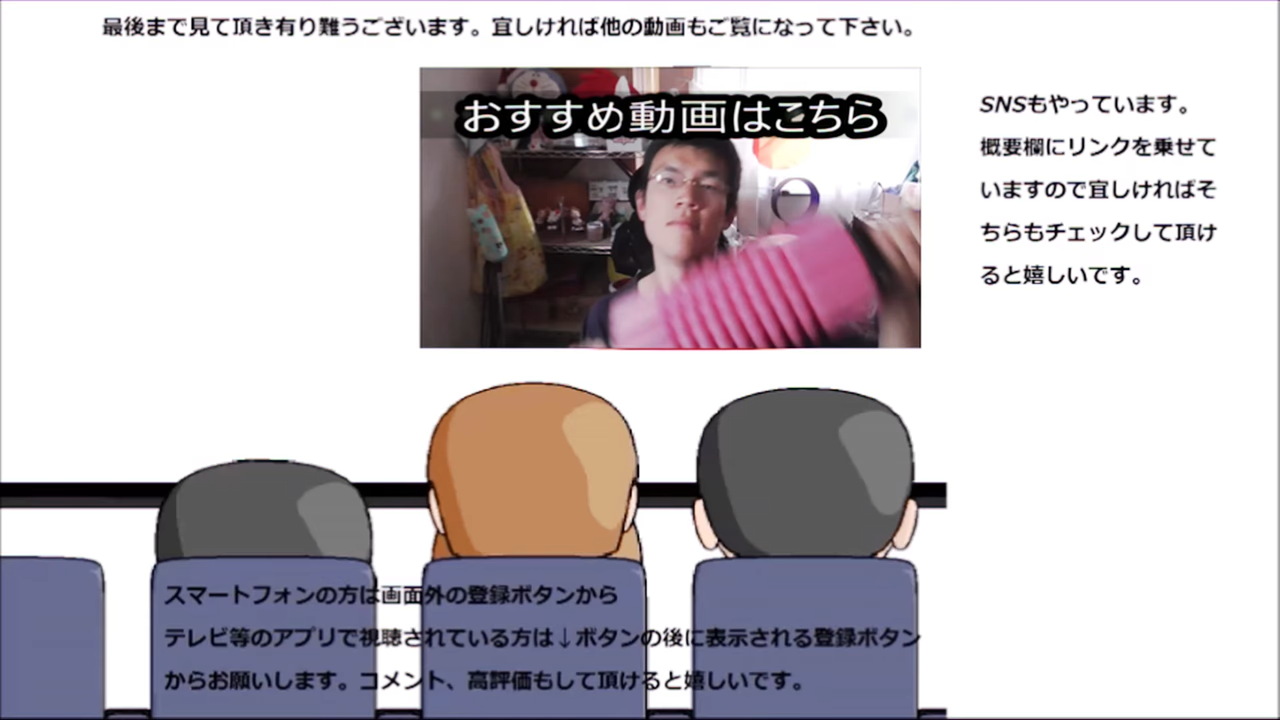 最後まで見て頂き有り難うございます。宜しければ他の動画もご覧になって下さい。
おすすめ動画はこちら
SNSもやっています。
概要欄にリンクを乗せて
いますので宜しければそ
ちらもチェックして頂け
ると嬉しいです。
スマートフォンの方は画面外の登録ボタンから
テレビ等のアプリで視聴されている方は↓ボタンの後に表示される登録ボタン
からお願いします。コメント、高評価もして頂けると嬉しいです。